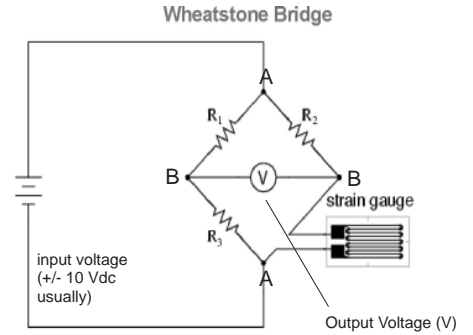 Wheatstone Bridge
A
R1
R2
B
V
B
strain gauge
R3
input voltage
(+/- 10 Vdc
usually)
A
Output Voltage (V)